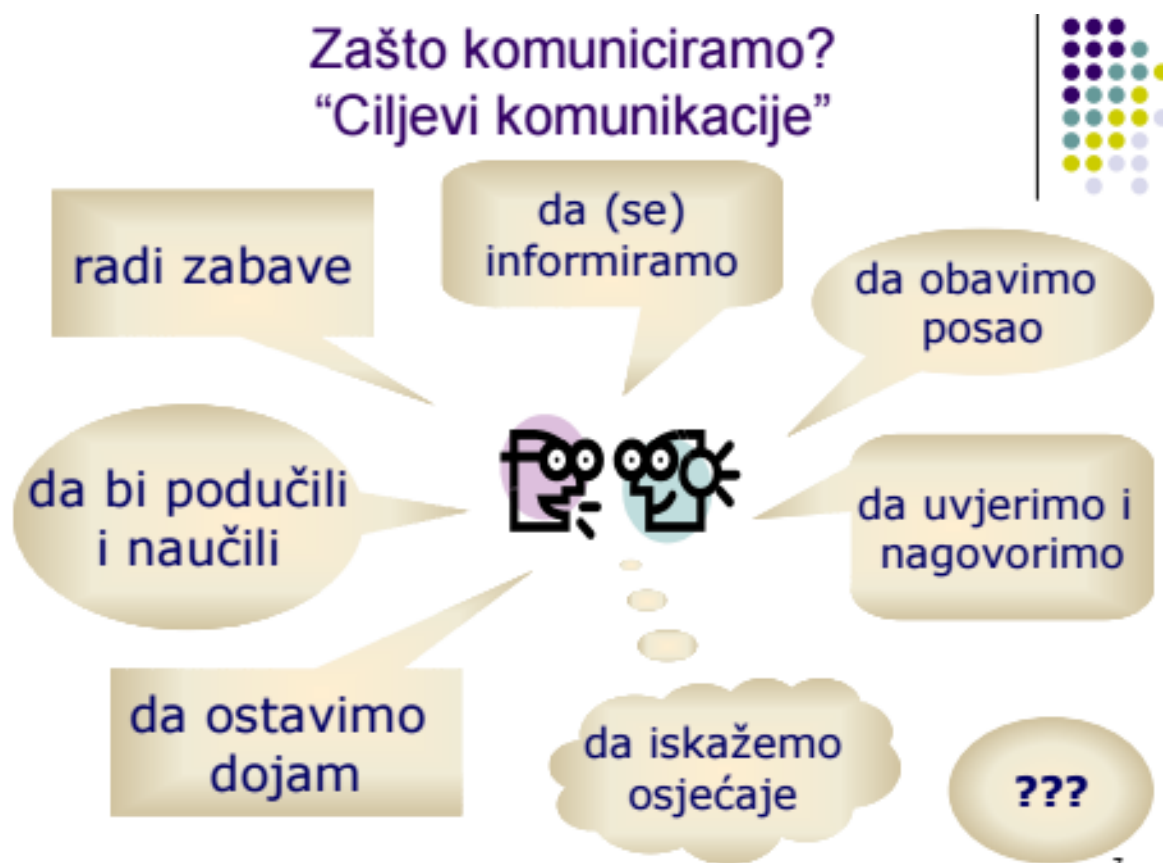 Zašto komuniciramo?
“Ciljevi komunikacije”
radi zabave
da (se)
informiramo
da obavimo
posao
da bi podučili
i naučili
da uvjerimo i
nagovorimo
da ostavimo
dojam
da iskažemo
osjećaje
???